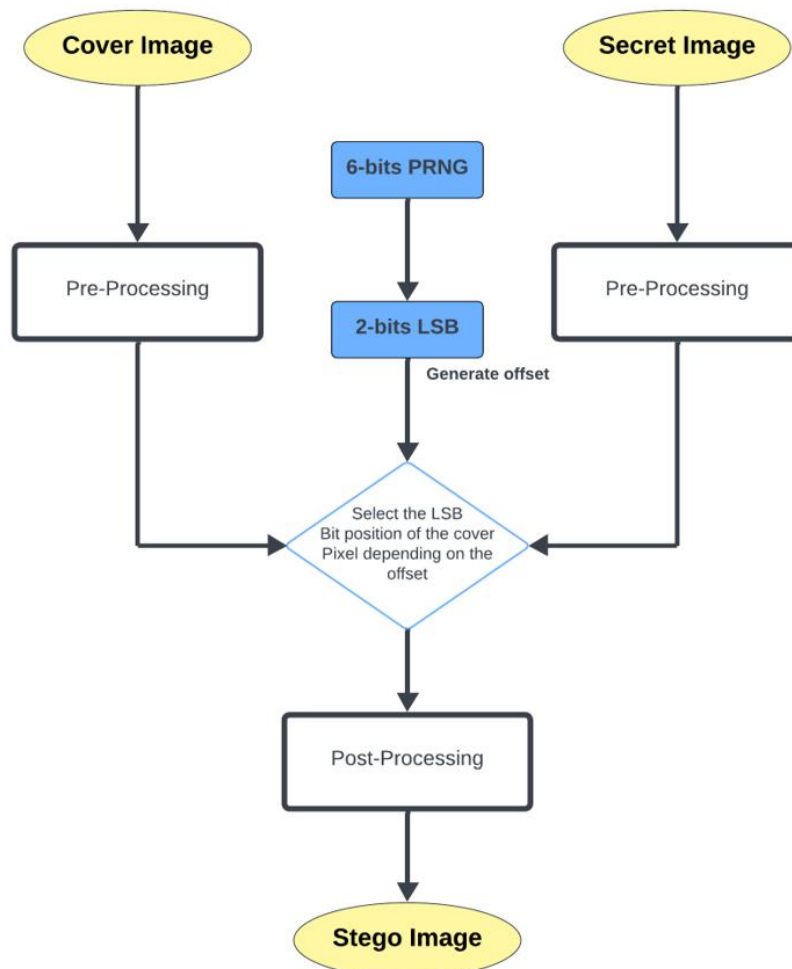 Cover Image
Secret Image
6-bits PRNG
Pre-Processing
Pre-Processing
2-bits LSB
Generate offset
Select the LSB
Bit position of the cover
Pixel depending on the
offset
Post-Processing
Stego Image